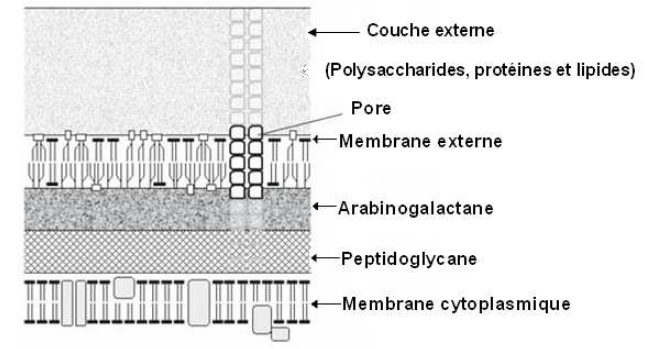 Couche externe
(Polysaccharides, protéines et lipides)
Pore
Membrane externe
Arabinogalactane
Peptidoglycane
Membrane cytoplasmique